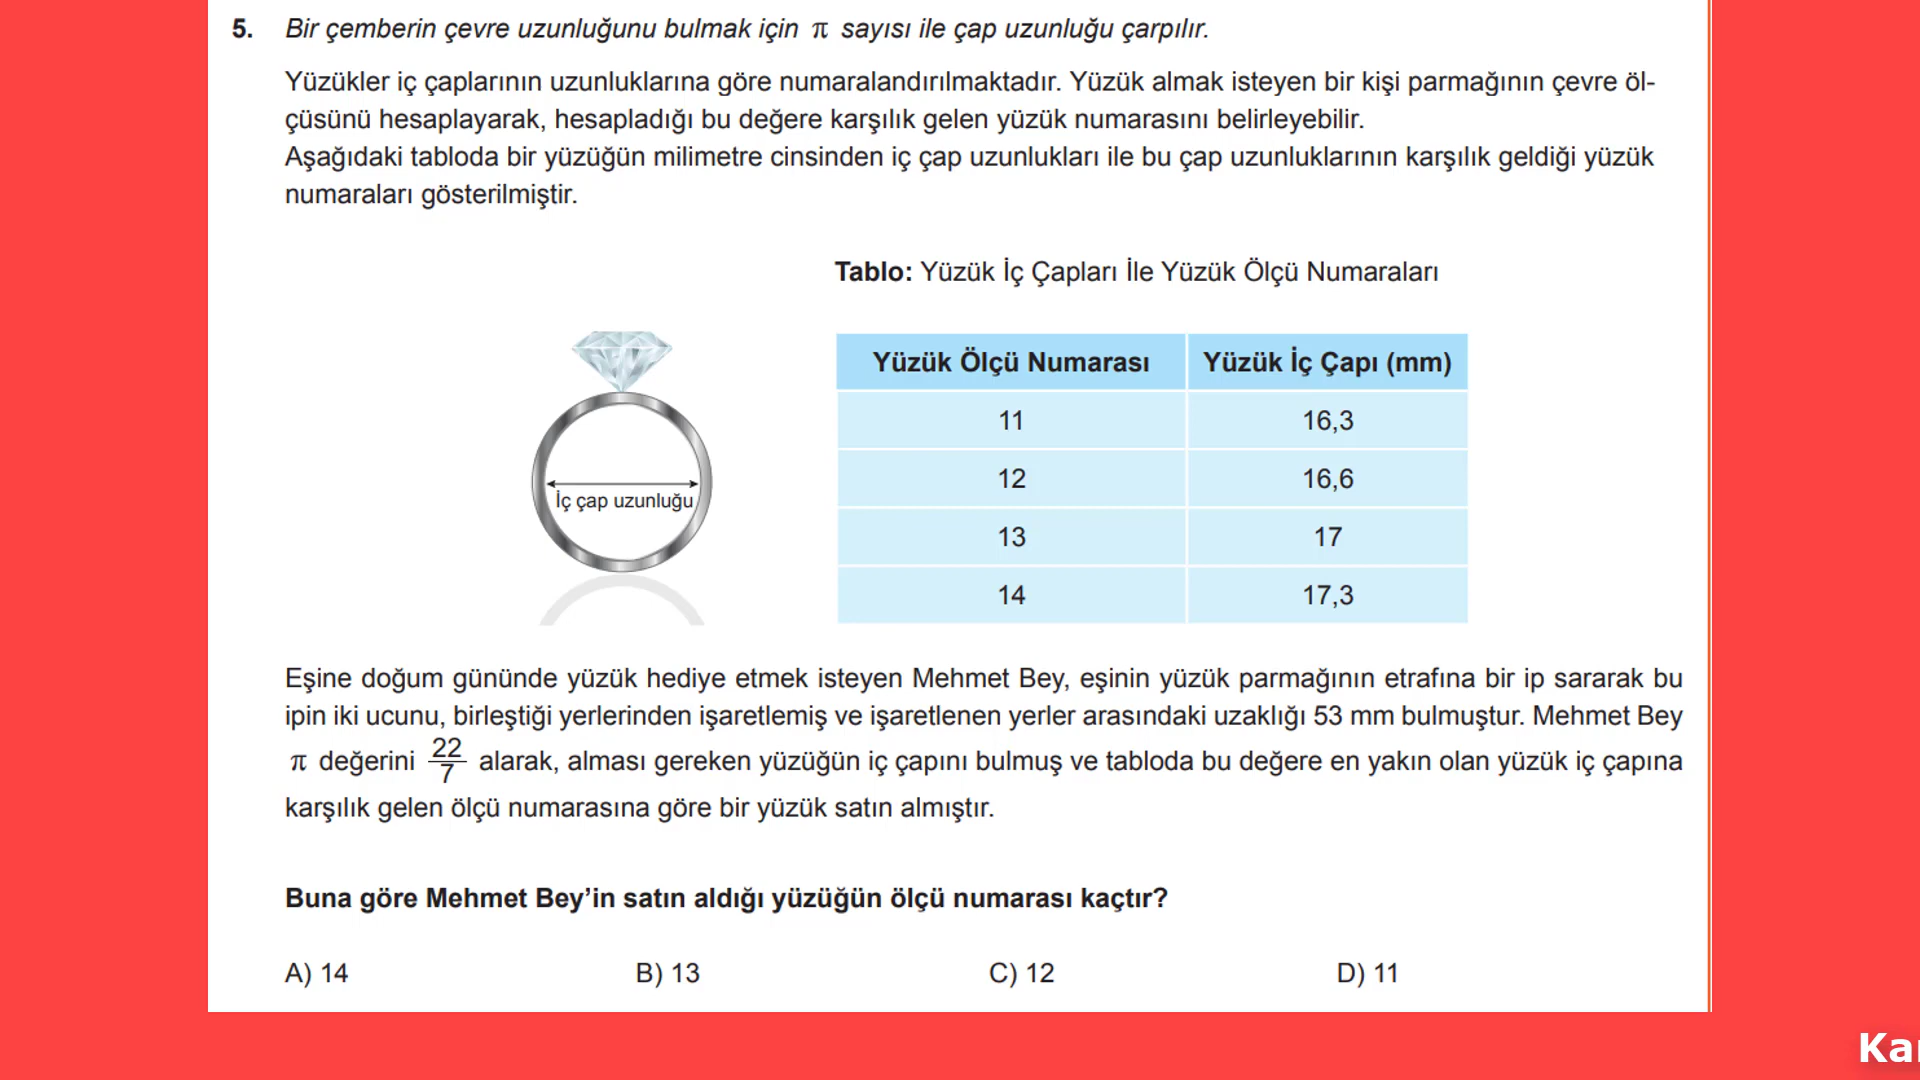 5. Bir çemberin çevre uzunluğunu bulmak için π sayısı ile çap uzunluğu çarpılır.
Yüzükler iç çaplarının uzunluklarına göre numaralandırılmaktadır. Yüzük almak isteyen bir kişi parmağının çevre öl-
çüsünü hesaplayarak, hesapladığı bu değere karşılık gelen yüzük numarasını belirleyebilir.
Aşağıdaki tabloda bir yüzüğün milimetre cinsinden iç çap uzunlukları ile bu çap uzunluklarının karşılık geldiği yüzük
numaraları gösterilmiştir.
Tablo: Yüzük İç Çapları İle Yüzük Ölçü Numaraları
Yüzük Ölçü Numarası Yüzük İç Çapı (mm)
11 16,3
12 16,6
13 17
14 17,3
İç çap uzunluğu
Eşine doğum gününde yüzük hediye etmek isteyen Mehmet Bey, eşinin yüzük parmağının etrafına bir ip sararak bu
ipin iki ucunu, birleştiği yerlerinden işaretlemiş ve işaretlenen yerler arasındaki uzaklığı 53 mm bulmuştur. Mehmet Bey
π değerini 22/7 alarak, alması gereken yüzüğün iç çapını bulmuş ve tabloda bu değere en yakın olan yüzük iç çapına
karşılık gelen ölçü numarasına göre bir yüzük satın almıştır.
Buna göre Mehmet Bey'in satın aldığı yüzüğün ölçü numarası kaçtır?
A) 14 B) 13 C) 12 D) 11